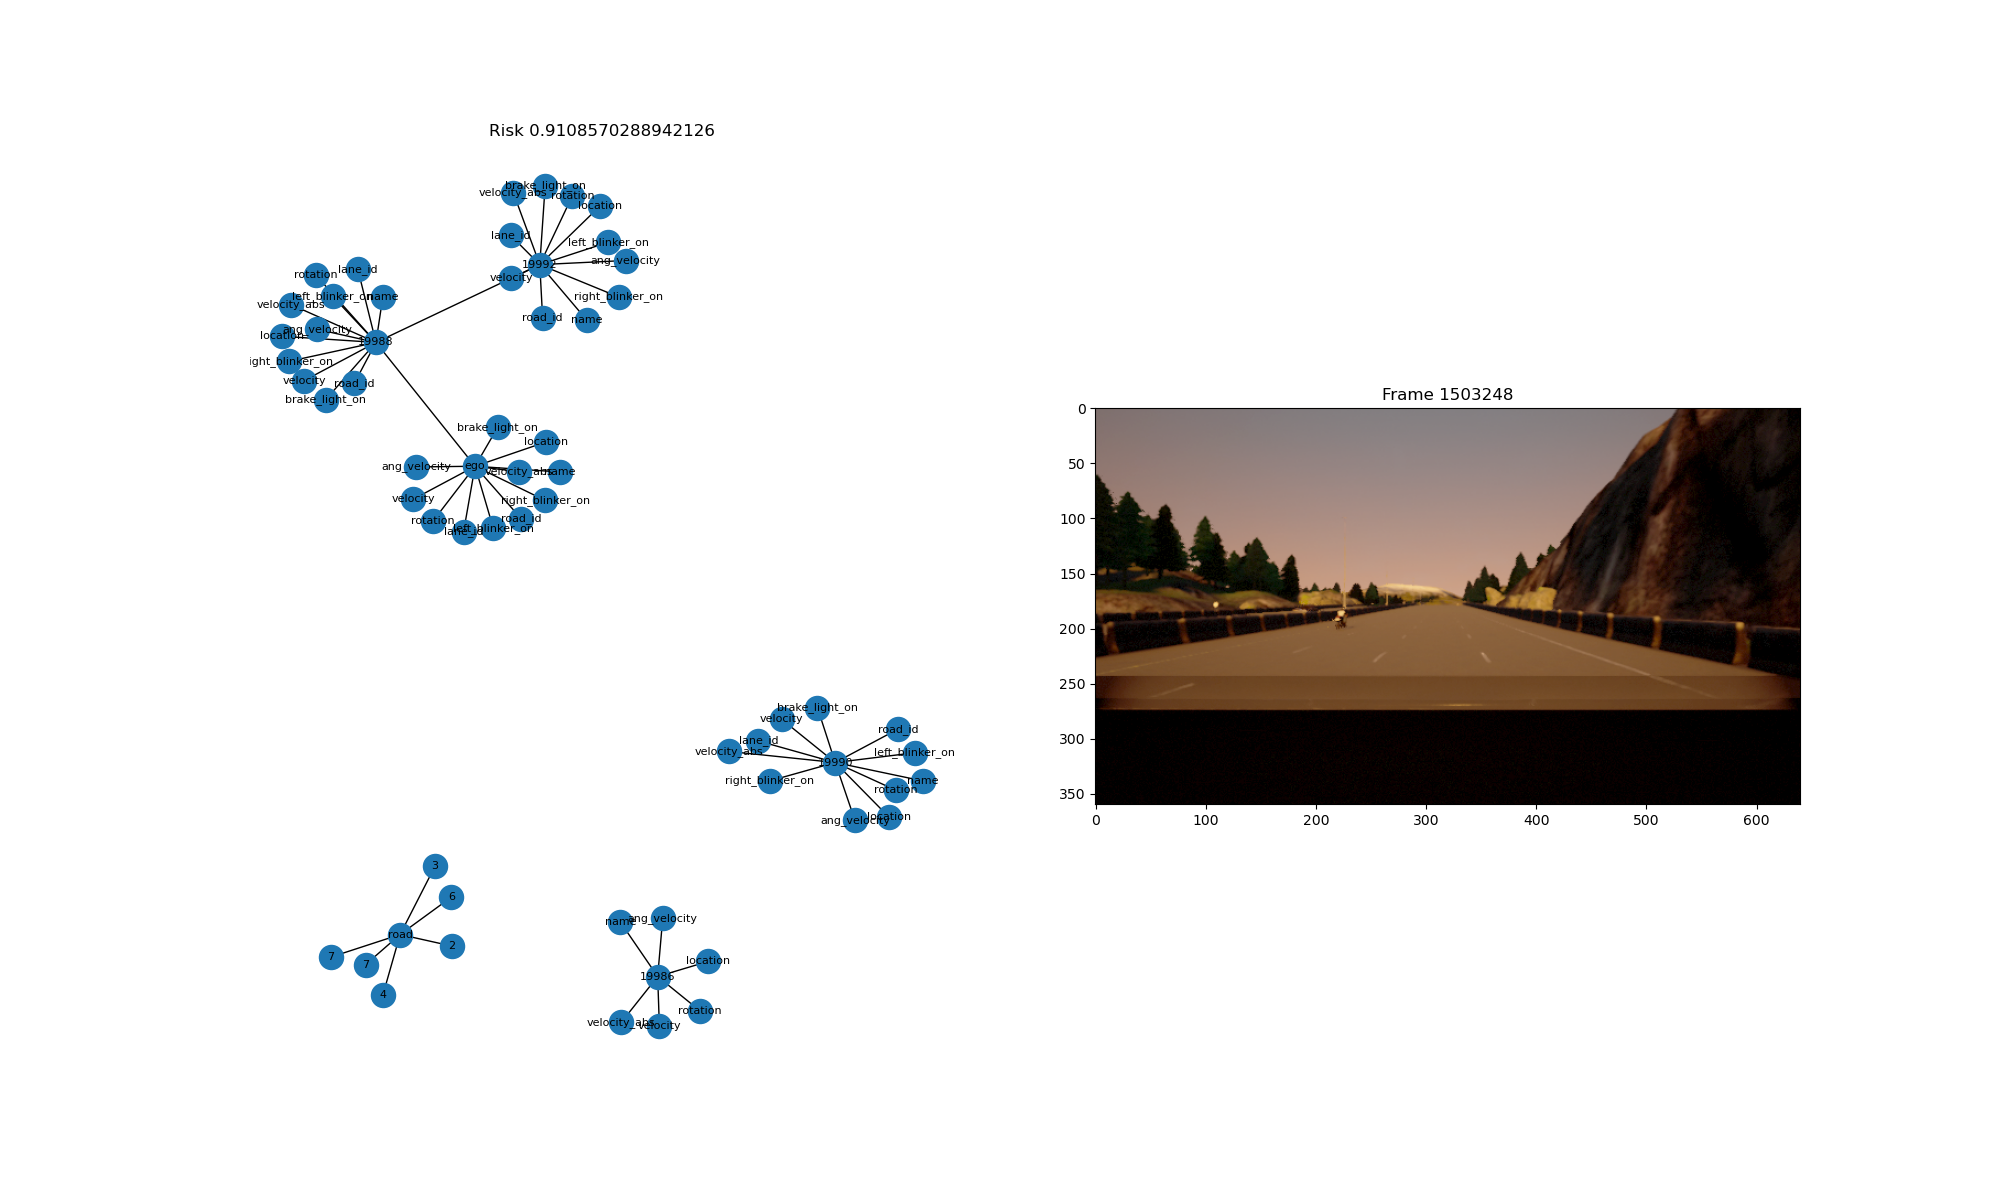 Risk 0.9108570288942126
brake_light_on
velocity_abs
rotation
location
lane_id
left_blinker_on
ang_velocity
19992
velocity
right_blinker_on
road_id
name
lane_id
rotation
left_blinker_on
name
velocity_abs
ang_velocity
location
19988
ight_blinker_on
velocity
road_id
brake_light_on
brake_light_on
location
ang_velocity
ego
velocity_abs
name
velocity
right_blinker_on
rotation
road_id
left_blinker_on
lane_id
brake_light_on
velocity
road_id
lane_id
velocity_abs
left_blinker_on
19990
right_blinker_on
name
rotation
location
ang_velocity
3
6
road
2
7
7
4
name
ang_velocity
location
19986
rotation
velocity_abs
velocity
Frame 1503248
0
50
100
150
200
250
300
350
0
100
200
300
400
500
600